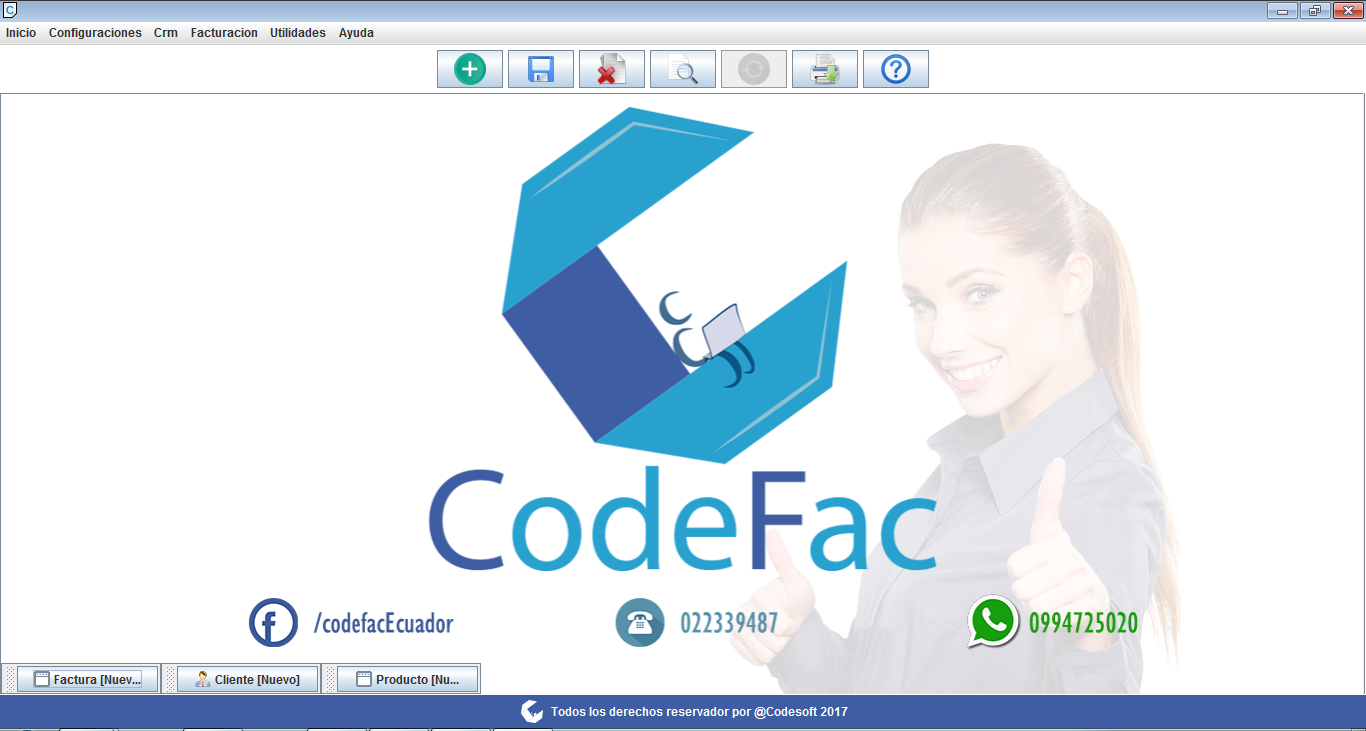 C
Inicio Configuraciones Crm Facturacion Utilidades Ayuda
CodeFac
/codefacEcuador 022339487 0994725020
Factura [Nuev... Cliente [Nuevo] Producto [Nu...
Todos los derechos reservador por @Codesoft 2017